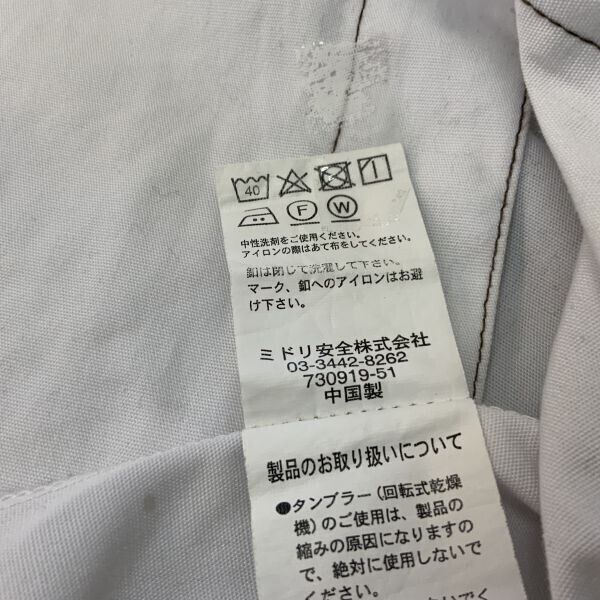 40
F W
中性洗剤をご使用ください。
アイロンの際はあて布をしてください。
釦は閉じて洗濯して下さい。
マーク、釦へのアイロンはお避
け下さい。
ミドリ安全株式会社
03-3442-8262
730919-51
中国製
製品のお取り扱いについて
●タンブラー(回転式乾燥
機)のご使用は、製品の
縮みの原因になりますの
で、絶対に使用しないで
ください。